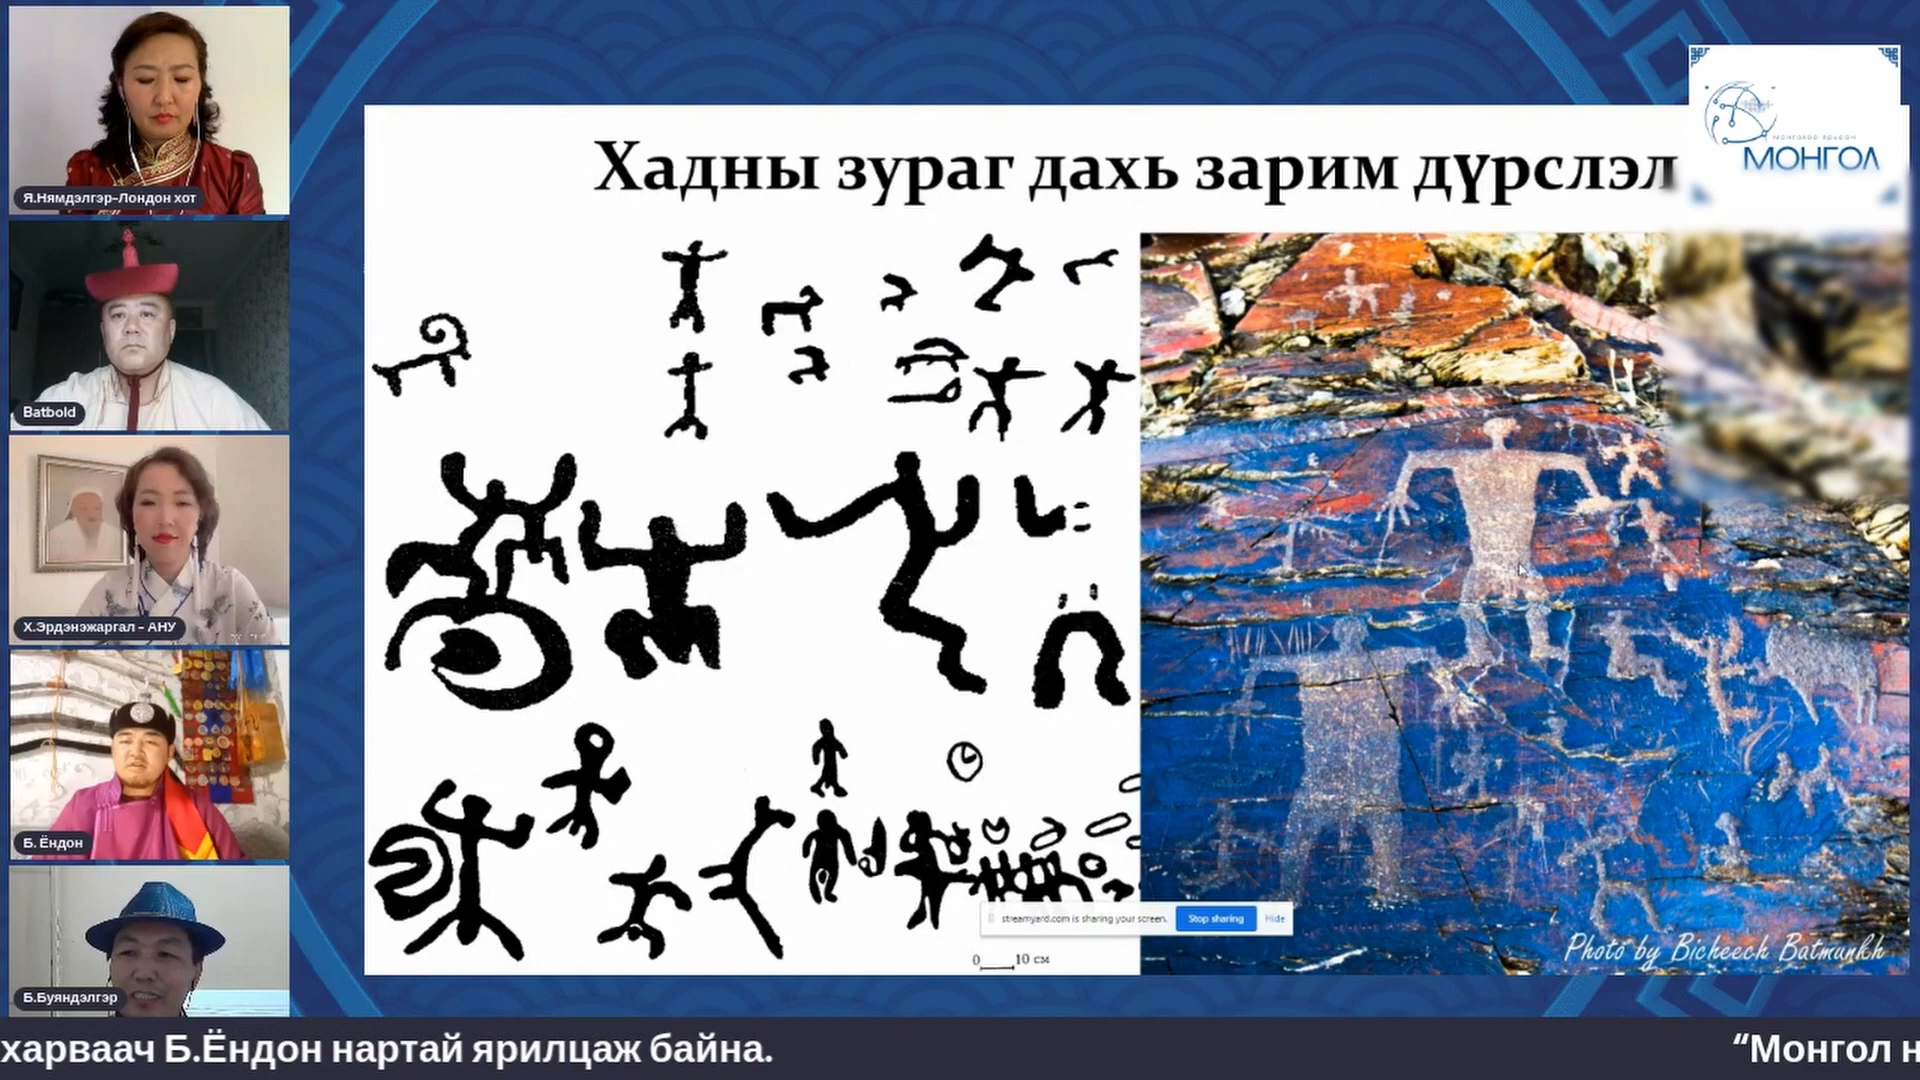 Я.Нямдэлгэр-Лондон хот
Batbold
Х.Эрдэнэжаргал - АНУ
Б. Ёндон
Б.Буяндэлгэр
Хадны зураг дахь зарим дүрслэл
МОНГОЛ
streamyard.com is sharing your screen.
Stop sharing
Hide
0 10 см
Photo by Bicheech Batmunkh
харваач Б.Ёндон нартай ярилцаж байна.
“Монгол н